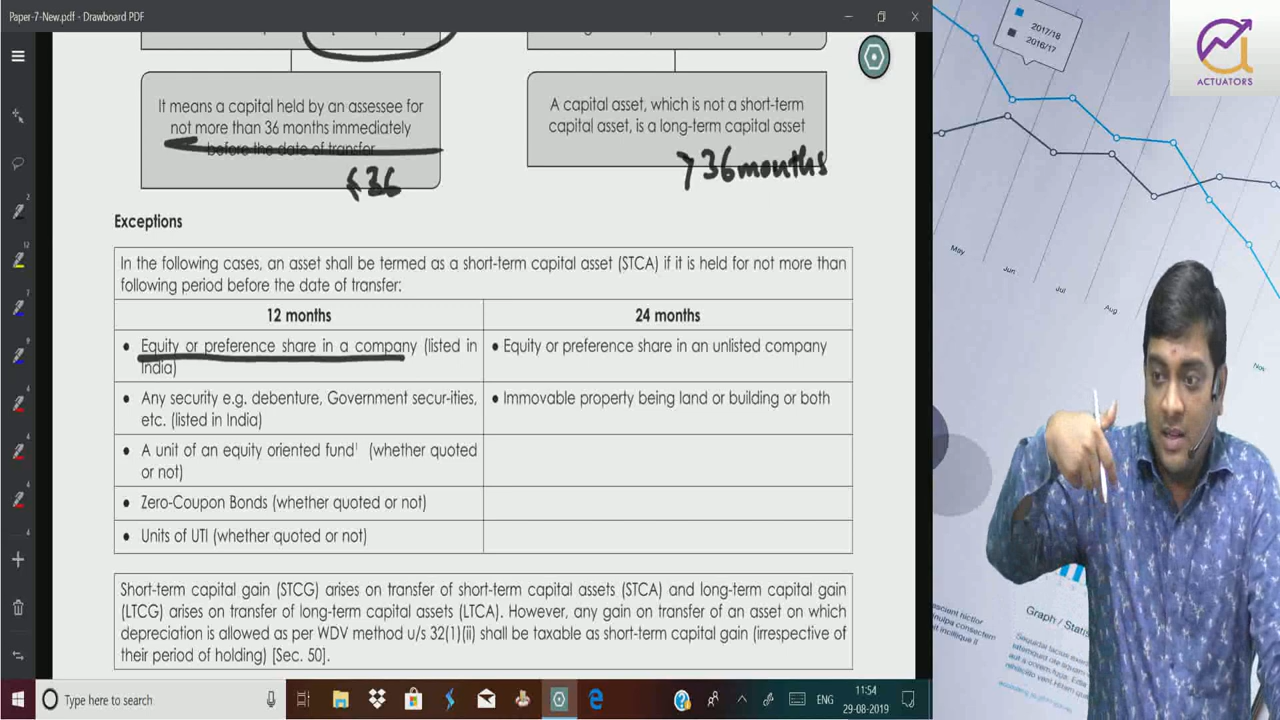 Paper-7-New.pdf - Drawboard PDF
2017/18
2016/17
ACTUATORS
It means a capital held by an assessee for
not more than 36 months immediately
before the date of transfer
<36
A capital asset, which is not a short-term
capital asset, is a long-term capital asset
>36 months
Exceptions
In the following cases, an asset shall be termed as a short-term capital asset (STCA) if it is held for not more than
following period before the date of transfer:
12 months
24 months
• Equity or preference share in a company (listed in
India)
• Equity or preference share in an unlisted company
• Any security e.g. debenture, Government secur-ities,
etc. (listed in India)
• Immovable property being land or building or both
• A unit of an equity oriented fund¹ (whether quoted
or not)
• Zero-Coupon Bonds (whether quoted or not)
• Units of UTI (whether quoted or not)
Short-term capital gain (STCG) arises on transfer of short-term capital assets (STCA) and long-term capital gain
(LTCG) arises on transfer of long-term capital assets (LTCA). However, any gain on transfer of an asset on which
depreciation is allowed as per WDV method u/s 32(1)(ii) shall be taxable as short-term capital gain (irrespective of
their period of holding) [Sec. 50].
May
Jun
Jul
Aug
Nov
Graph / Statis
Type here to search
ENG
11:54
29-08-2019